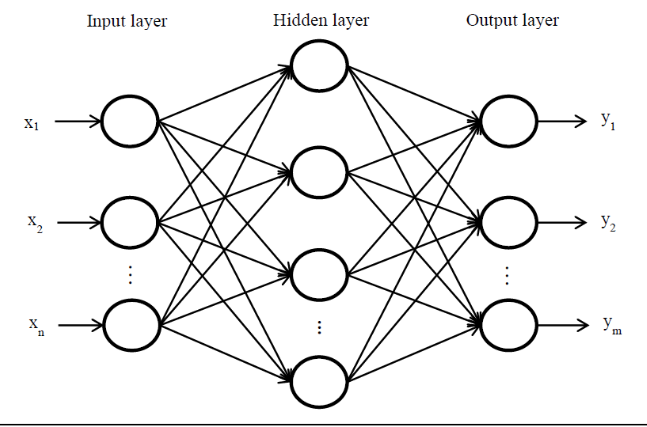 Input layer Hidden layer Output layer
x1 y1
x2 y2
⋮ ⋮
⋮
xn ym